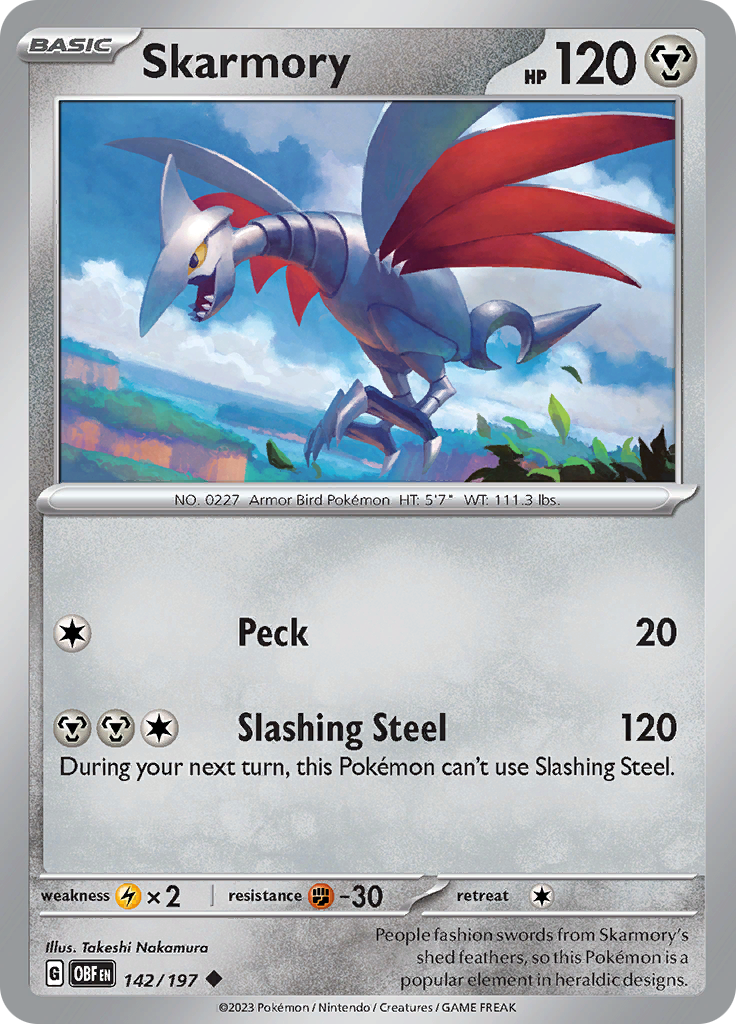 BASIC
Skarmory
HP 120
NO. 0227 Armor Bird Pokémon HT: 5'7" WT: 111.3 lbs.
Peck 20
Slashing Steel 120
During your next turn, this Pokémon can't use Slashing Steel.
weakness ×2 resistance -30 retreat
Illus. Takeshi Nakamura
People fashion swords from Skarmory's
shed feathers, so this Pokémon is a
popular element in heraldic designs.
G OBF EN 142/197
©2023 Pokémon / Nintendo / Creatures / GAME FREAK